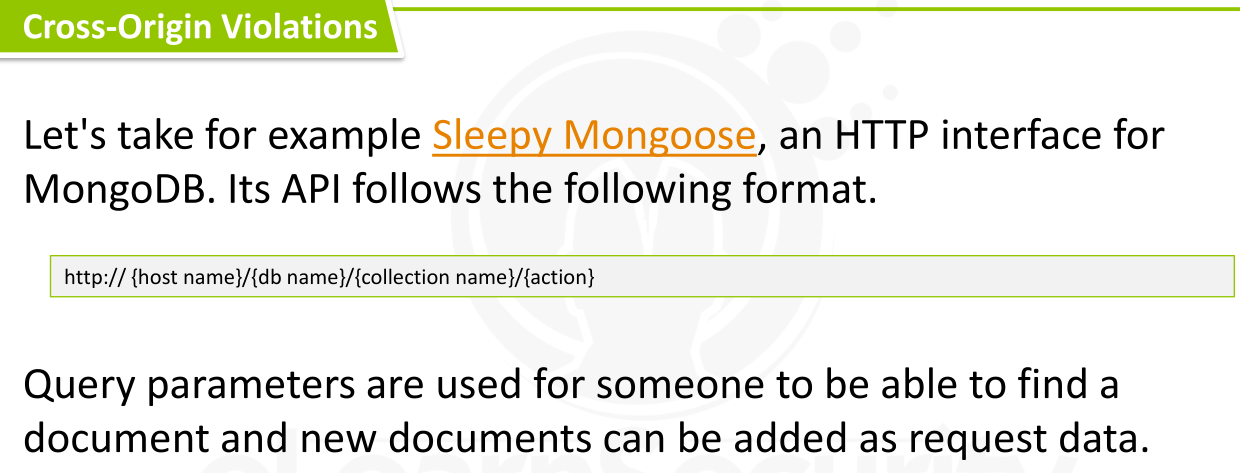 Cross-Origin Violations
Let's take for example Sleepy Mongoose, an HTTP interface for
MongoDB. Its API follows the following format.
http:// {host name}/{db name}/{collection name}/{action}
Query parameters are used for someone to be able to find a
document and new documents can be added as request data.